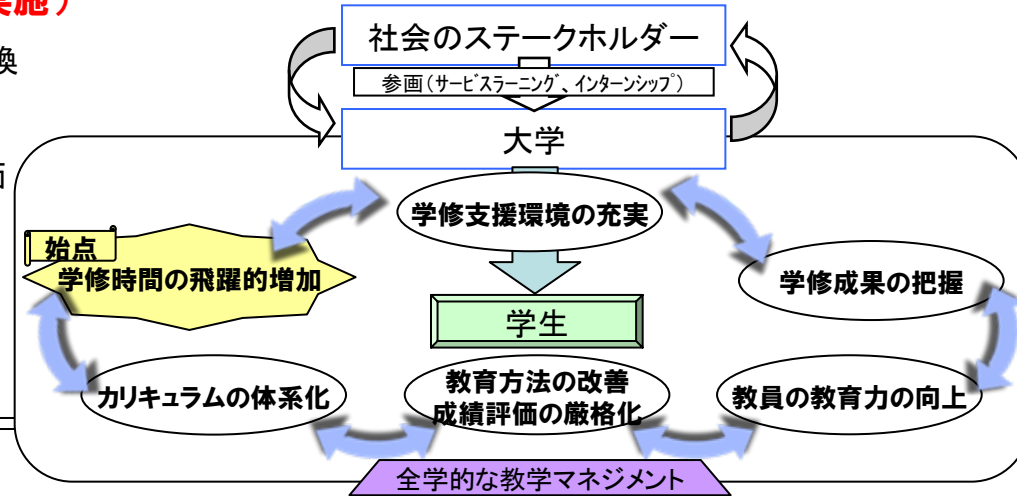 実施）
換
価
社会のステークホルダー
参画（サービスラーニング、インターンシップ）
大学
学修支援環境の充実
始点
学修時間の飛躍的増加
学修成果の把握
学生
カリキュラムの体系化
教育方法の改善
成績評価の厳格化
教員の教育力の向上
全学的な教学マネジメント